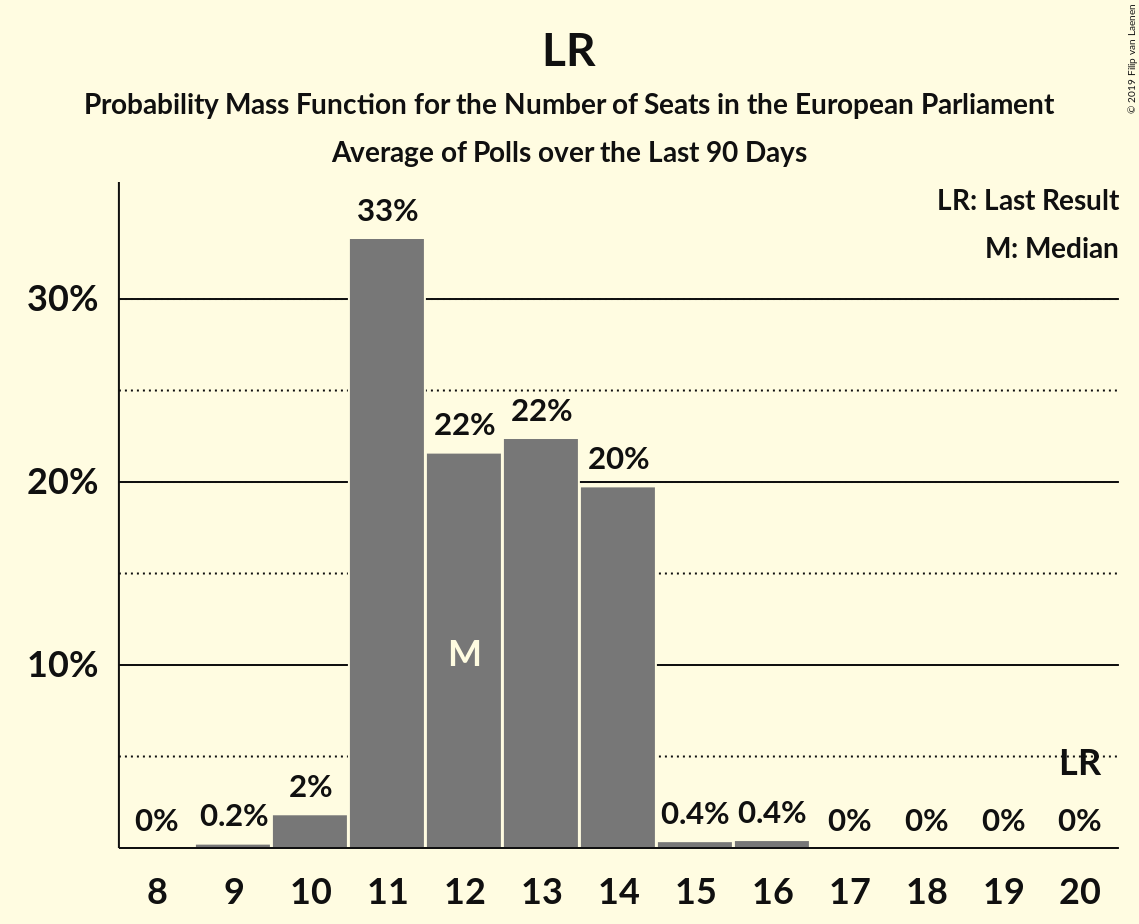 LR
Probability Mass Function for the Number of Seats in the European Parliament
Average of Polls over the Last 90 Days
© 2019 Filip van Laenen
LR: Last Result
M: Median
30%
20%
10%
0%
0.2%
2%
33%
22%
22%
20%
0.4%
0.4%
0%
0%
0%
0%
M
LR
8 9 10 11 12 13 14 15 16 17 18 19 20